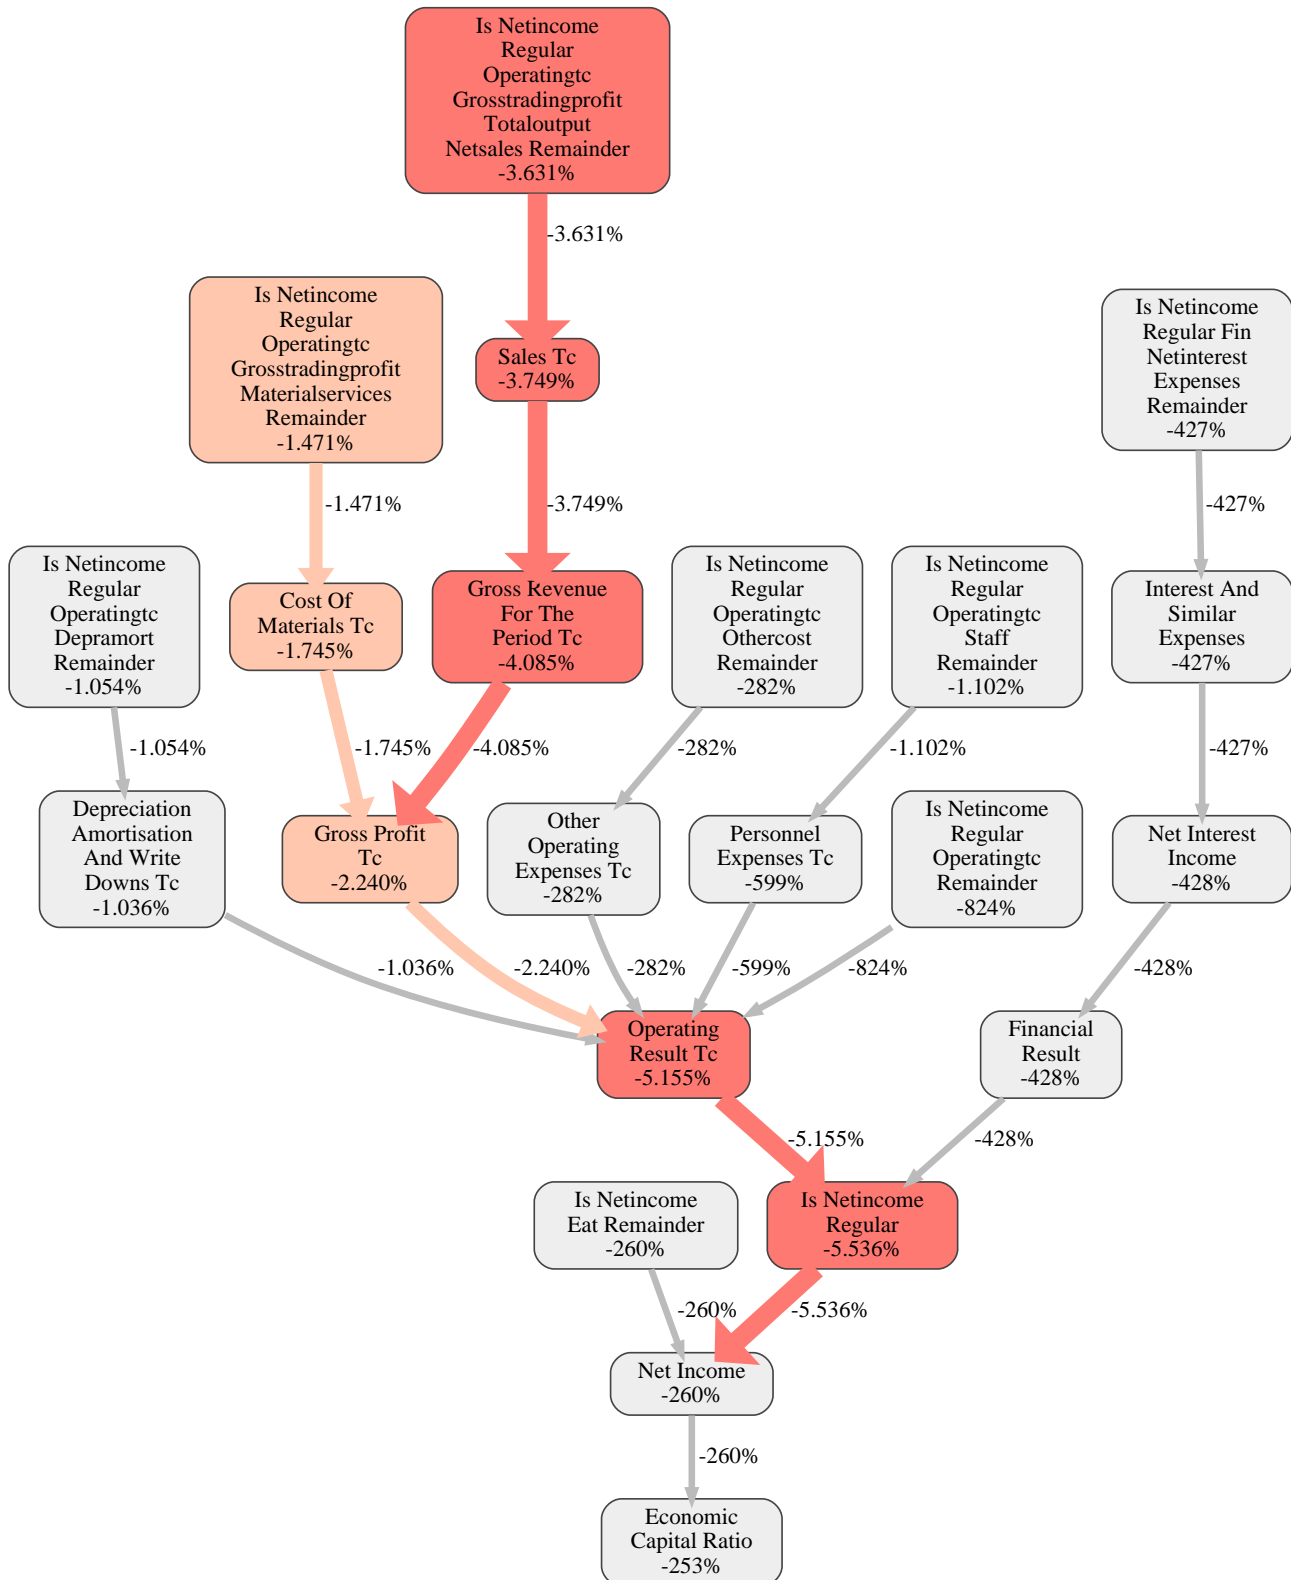 Is Netincome
Regular
Operatingtc
Grosstradingprofit
Totaloutput
Netsales Remainder
-3.631%
-3.631%
Is Netincome
Regular
Operatingtc
Grosstradingprofit
Materialservices
Remainder
-1.471%
Sales Tc
-3.749%
Is Netincome
Regular Fin
Netinterest
Expenses
Remainder
-427%
-1.471%
-3.749%
-427%
Is Netincome
Regular
Operatingtc
Depramort
Remainder
-1.054%
Cost Of
Materials Tc
-1.745%
Gross Revenue
For The
Period Tc
-4.085%
Is Netincome
Regular
Operatingtc
Othercost
Remainder
-282%
Is Netincome
Regular
Operatingtc
Staff
Remainder
-1.102%
Interest And
Similar
Expenses
-427%
-1.054%
-1.745%
-4.085%
-282%
-1.102%
-427%
Depreciation
Amortisation
And Write
Downs Tc
-1.036%
Gross Profit
Tc
-2.240%
Other
Operating
Expenses Tc
-282%
Personnel
Expenses Tc
-599%
Is Netincome
Regular
Operatingtc
Remainder
-824%
Net Interest
Income
-428%
-1.036%
-2.240%
-282%
-599%
-824%
-428%
Operating
Result Tc
-5.155%
Financial
Result
-428%
-5.155%
-428%
Is Netincome
Eat Remainder
-260%
Is Netincome
Regular
-5.536%
-260%
-5.536%
Net Income
-260%
-260%
Economic
Capital Ratio
-253%